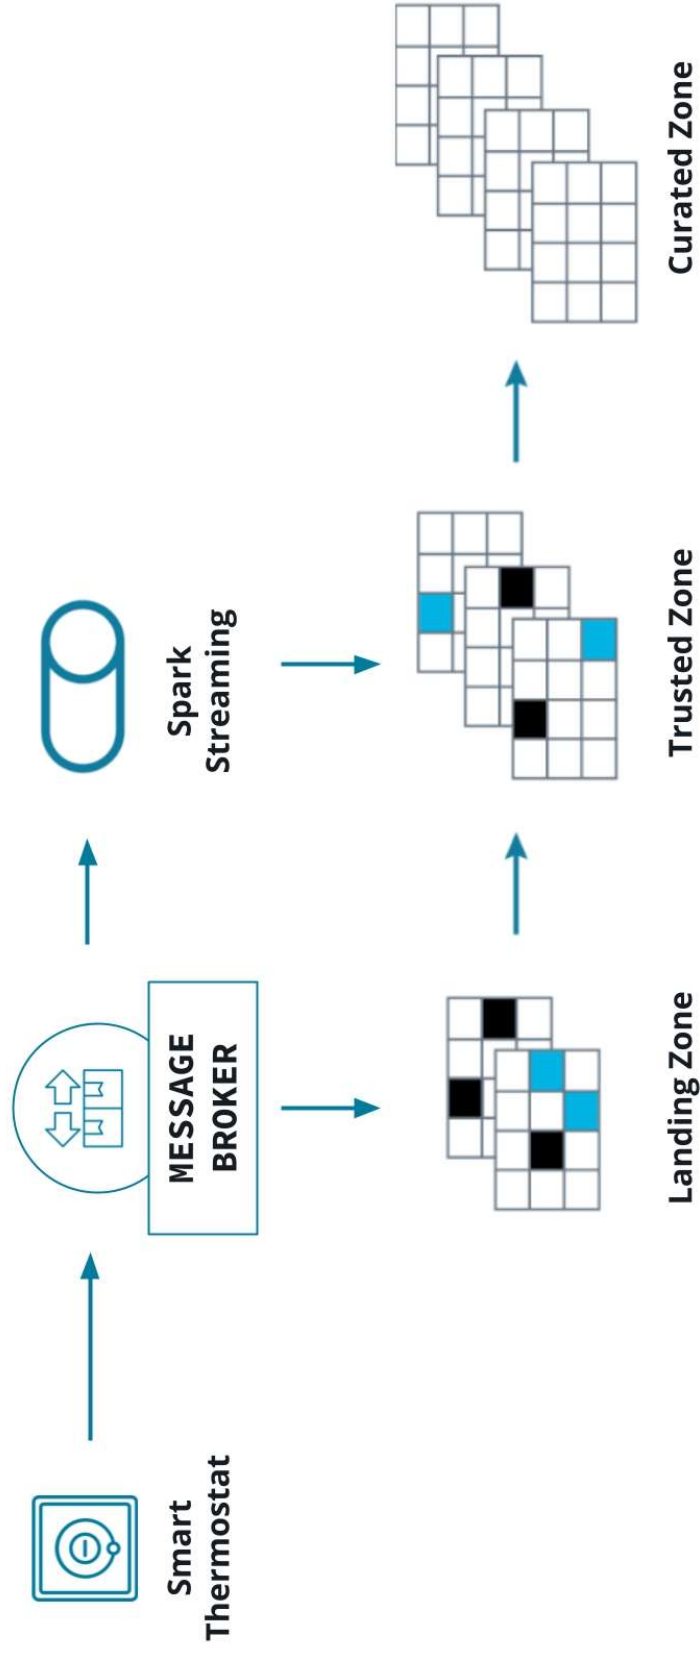 Smart
Thermostat
MESSAGE
BROKER
Spark
Streaming
Landing Zone
Trusted Zone
Curated Zone